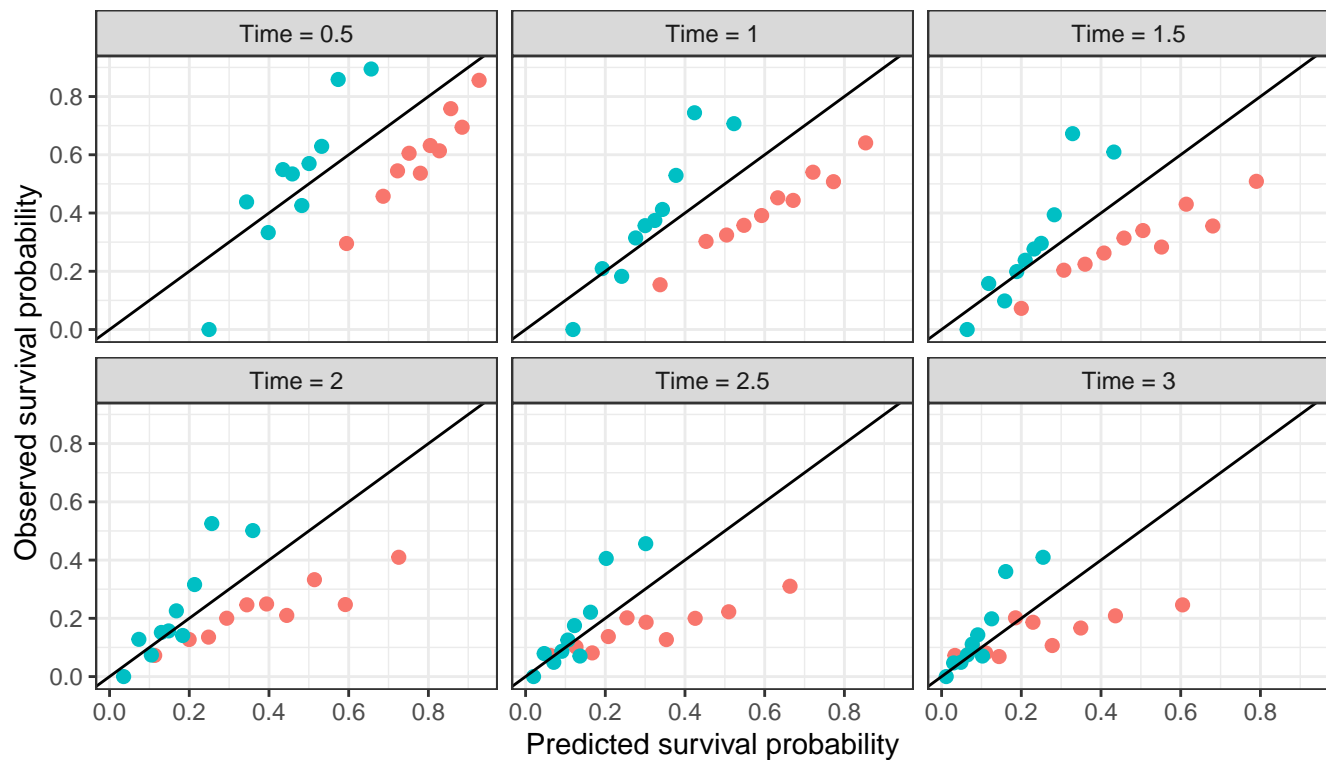 Time = 0.5
Time = 1
Time = 1.5
0.8
0.6
0.4
0.2
0.0
Time = 2
Time = 2.5
Time = 3
0.8
0.6
0.4
0.2
0.0
0.0 0.2 0.4 0.6 0.8
0.0 0.2 0.4 0.6 0.8
0.0 0.2 0.4 0.6 0.8
Observed survival probability
Predicted survival probability